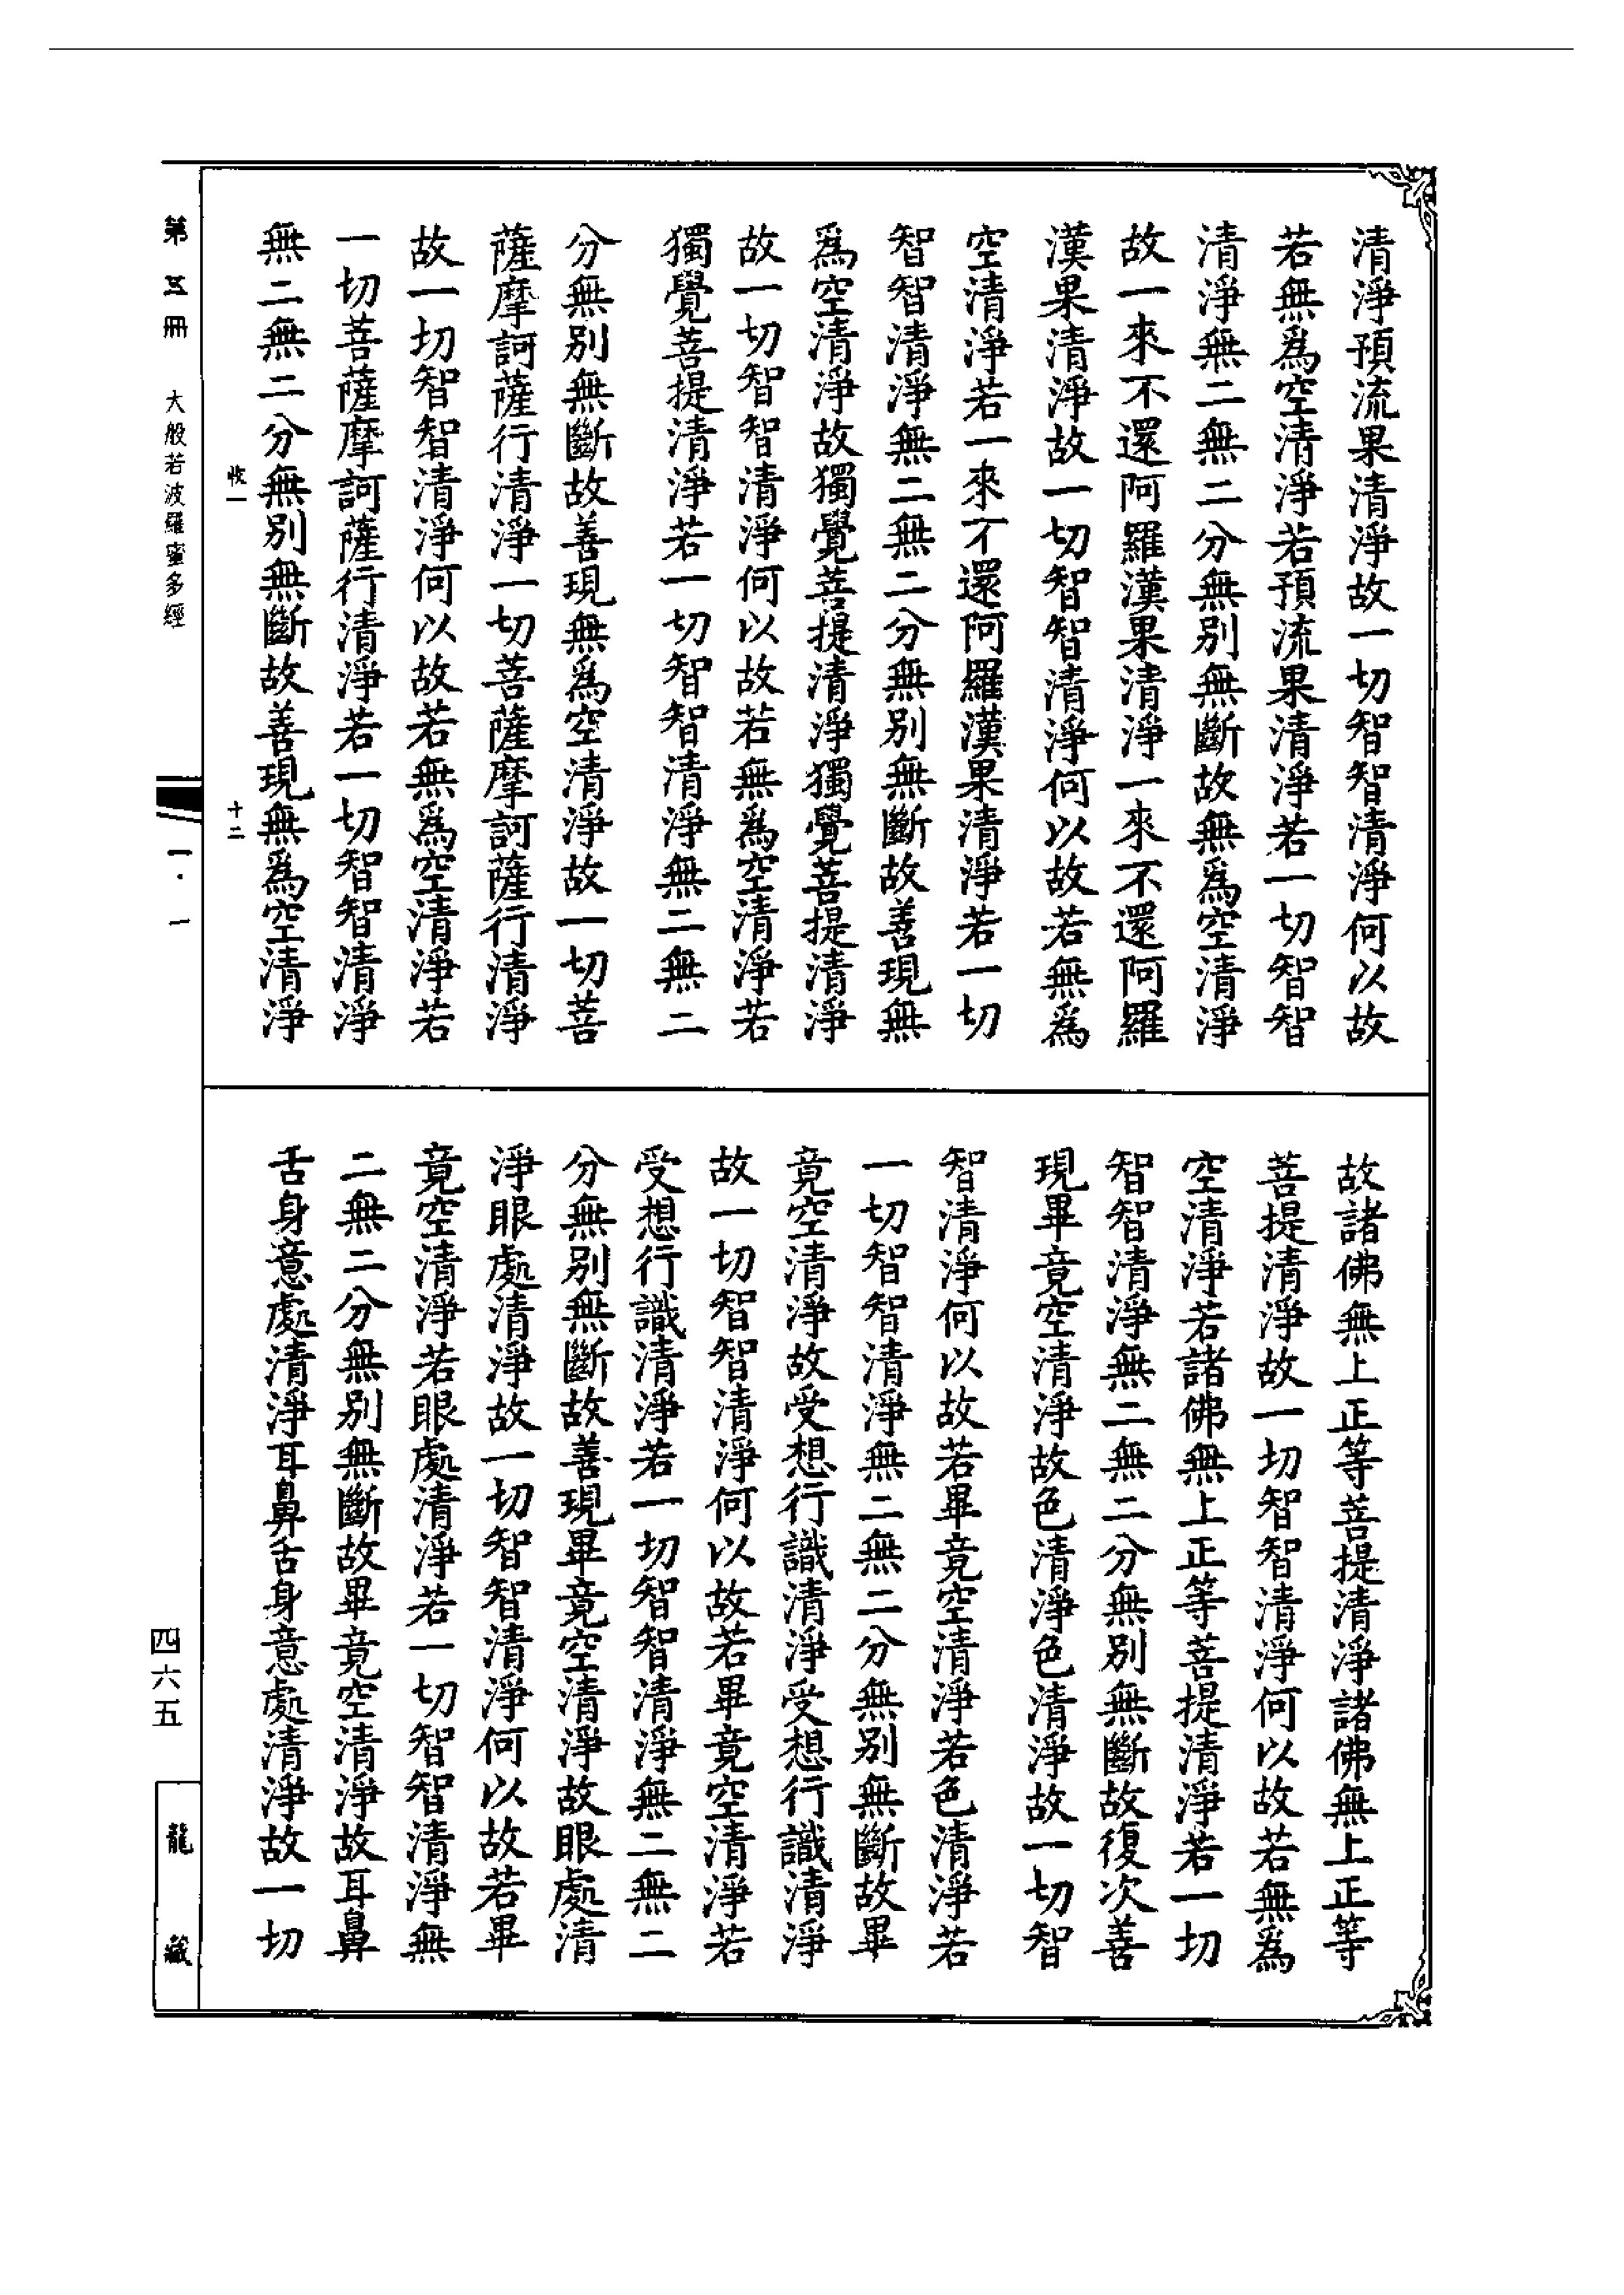 清淨預流果清淨故一切智智清淨何以故
若無為空清淨若預流果清淨若一切智智
清淨無二無二分無別無斷故無為空清淨
故一來不還阿羅漢果清淨一來不還阿羅
漢果清淨故一切智智清淨何以故若無為
空清淨若一來不還阿羅漢果清淨若一切
智智清淨無二無二分無別無斷故善現無
為空清淨故獨覺菩提清淨獨覺菩提清淨
故一切智智清淨何以故若無為空清淨若
獨覺菩提清淨若一切智智清淨無二無二
分無別無斷故善現無為空清淨故一切菩
薩摩訶薩行清淨一切菩薩摩訶薩行清淨
故一切智智清淨何以故若無為空清淨若
一切菩薩摩訶薩行清淨若一切智智清淨
無二無二分無別無斷故善現無為空清淨
故諸佛無上正等菩提清淨諸佛無上正等
菩提清淨故一切智智清淨何以故若無為
空清淨若諸佛無上正等菩提清淨若一切
智智清淨無二無二分無別無斷故復次善
現畢竟空清淨故色清淨色清淨故一切智
智清淨何以故若畢竟空清淨若色清淨若
一切智智清淨無二無二分無別無斷故畢
竟空清淨故受想行識清淨受想行識清淨
故一切智智清淨何以故若畢竟空清淨若
受想行識清淨若一切智智清淨無二無二
分無別無斷故善現畢竟空清淨故眼處清
淨眼處清淨故一切智智清淨何以故若畢
竟空清淨若眼處清淨若一切智智清淨無
二無二分無別無斷故畢竟空清淨故耳鼻
舌身意處清淨耳鼻舌身意處清淨故一切
收一 十二
第五冊 大般若波羅蜜多經 一·一 四六五 龍藏